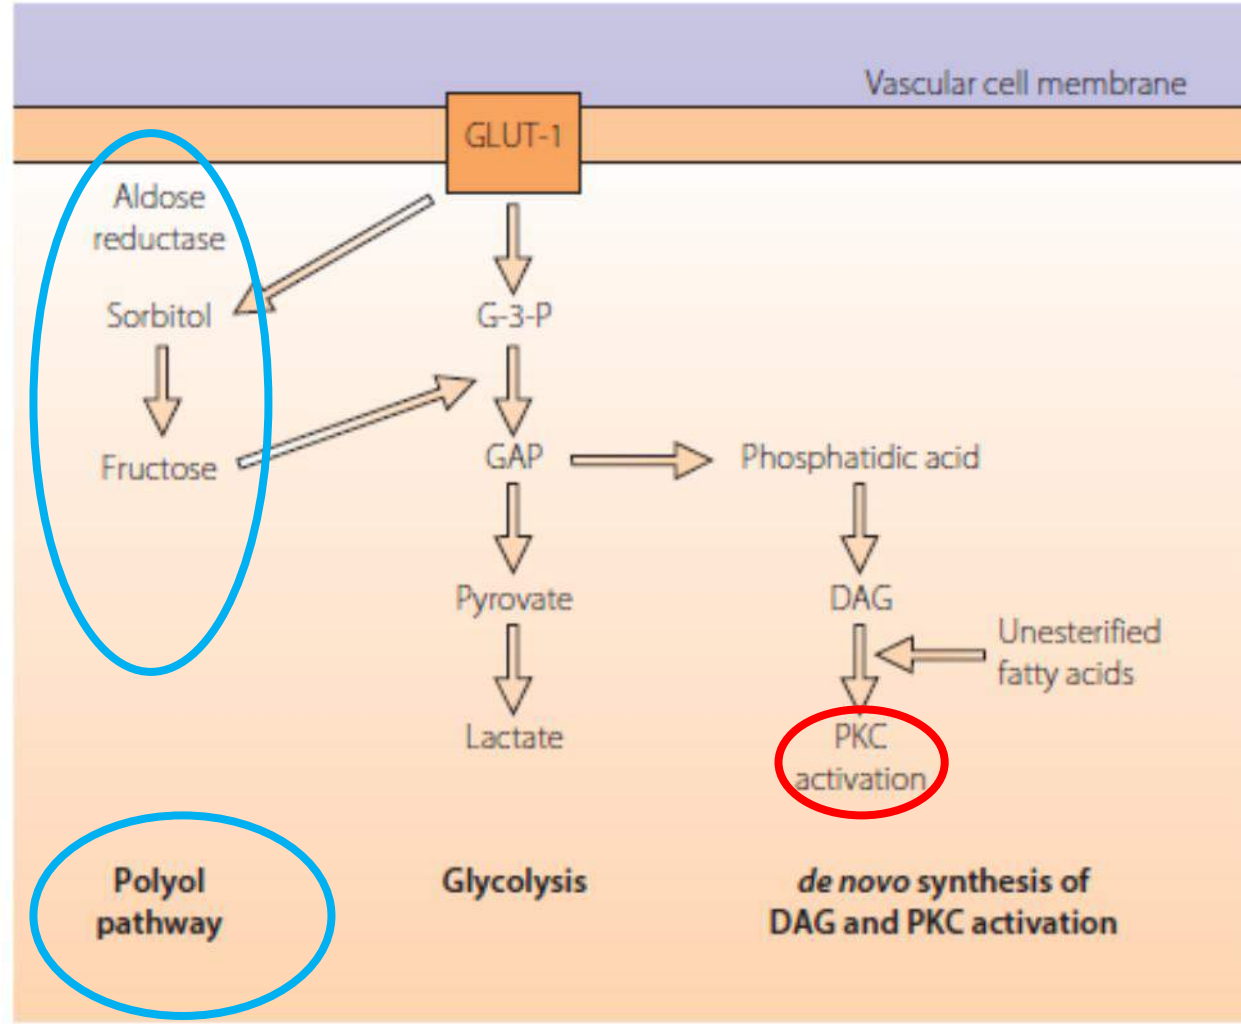 Vascular cell membrane
GLUT-1
Aldose
reductase
Sorbitol
G-3-P
Fructose
GAP
Phosphatidic acid
Pyrovate
DAG
Unesterified
fatty acids
Lactate
PKC
activation
Polyol
pathway
Glycolysis
de novo synthesis of
DAG and PKC activation